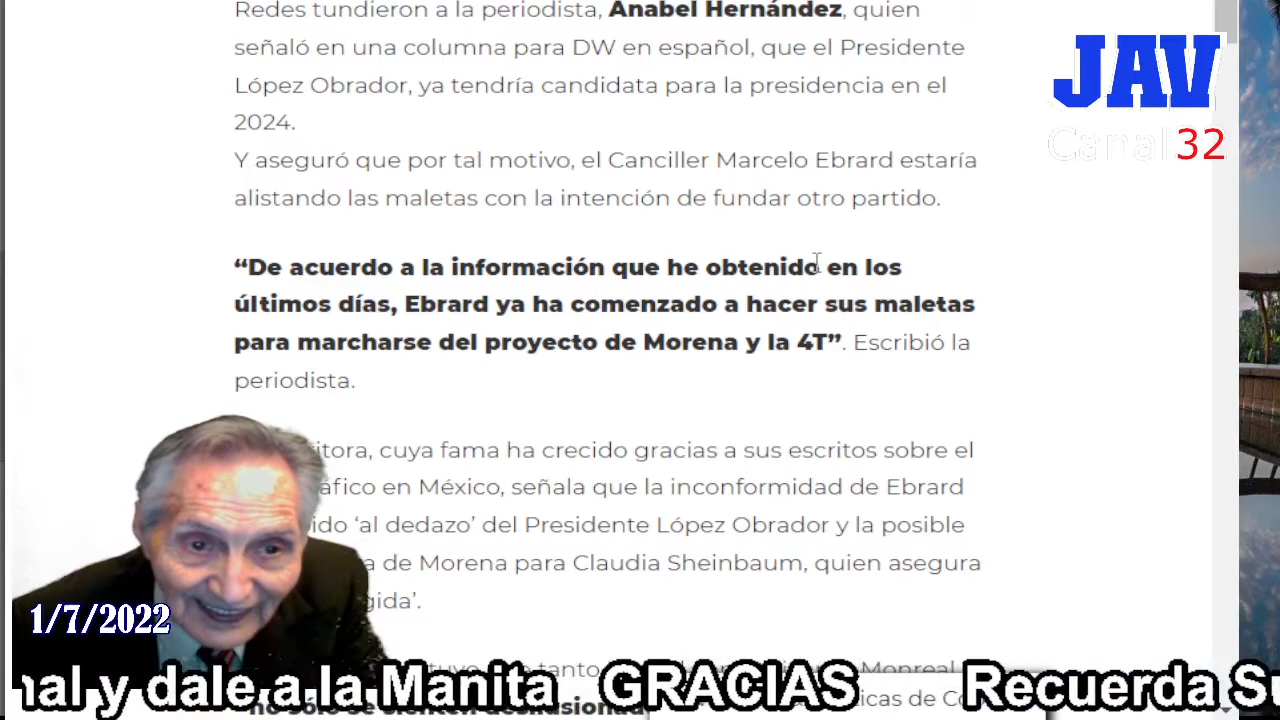 Redes tundieron a la periodista, Anabel Hernández, quien
señaló en una columna para DW en español, que el Presidente
López Obrador, ya tendría candidata para la presidencia en el
2024.
Y aseguró que por tal motivo, el Canciller Marcelo Ebrard estaría
alistando las maletas con la intención de fundar otro partido.
“De acuerdo a la información que he obtenido en los
últimos días, Ebrard ya ha comenzado a hacer sus maletas
para marcharse del proyecto de Morena y la 4T”. Escribió la
periodista.
cuya fama ha crecido gracias a sus escritos sobre el
en México, señala que la inconformidad de Ebrard
‘al dedazo’ del Presidente López Obrador y la posible
de Morena para Claudia Sheinbaum, quien asegura
JAV
Canal 32
1/7/2022
y dale a la Manita GRACIAS Recuerda